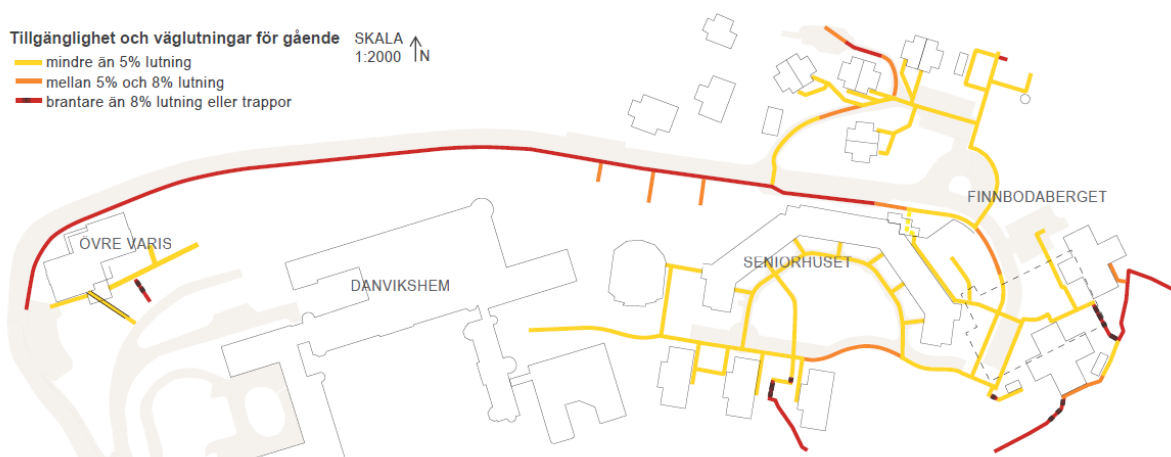 Tillgänglighet och väglutningar för gående
SKALA
1:2000
N
mindre än 5% lutning
mellan 5% och 8% lutning
brantare än 8% lutning eller trappor
FINNBODABERGET
ÖVRE VARIS
SENIORHUSET
DANVIKSHEM